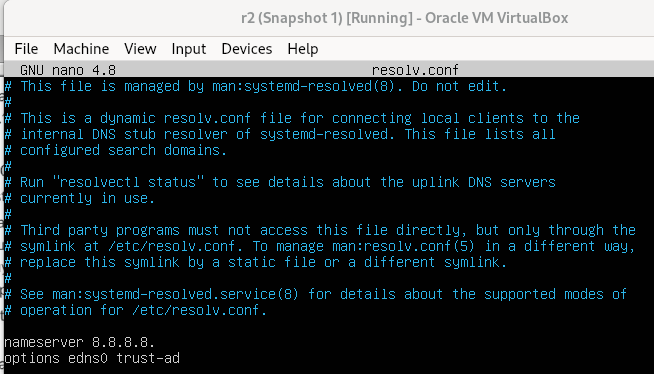 r2 (Snapshot 1) [Running] - Oracle VM VirtualBox
File Machine View Input Devices Help
GNU nano 4.8 resolv.conf
# This file is managed by man:systemd-resolved(8). Do not edit.
#
# This is a dynamic resolv.conf file for connecting local clients to the
# internal DNS stub resolver of systemd-resolved. This file lists all
# configured search domains.
#
# Run "resolvectl status" to see details about the uplink DNS servers
# currently in use.
#
# Third party programs must not access this file directly, but only through the
# symlink at /etc/resolv.conf. To manage man:resolv.conf(5) in a different way,
# replace this symlink by a static file or a different symlink.
#
# See man:systemd-resolved.service(8) for details about the supported modes of
# operation for /etc/resolv.conf.
nameserver 8.8.8.8.
options edns0 trust-ad